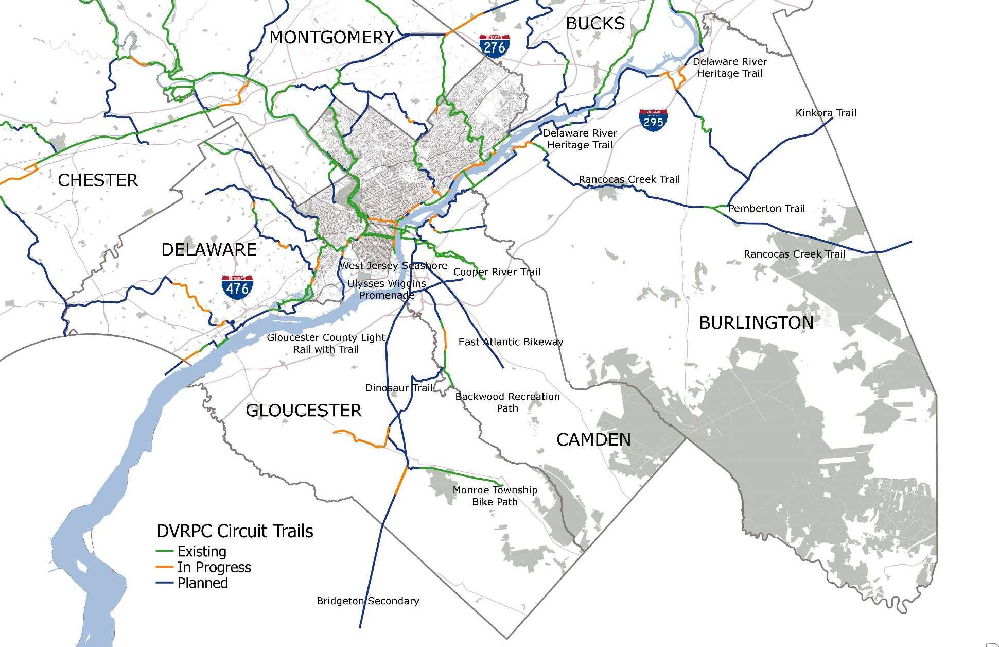 BUCKS
MONTGOMERY
INTERSTATE
276
Delaware River
Heritage Trail
Kinkora Trail
INTERSTATE
295
Delaware River
Heritage Trail
CHESTER
Rancocas Creek Trail
Pemberton Trail
DELAWARE
Rancocas Creek Trail
West Jersey Seashore
Cooper River Trail
INTERSTATE
476
Ulysses Wiggins
Promenade
BURLINGTON
Gloucester County Light
Rail with Trail
East Atlantic Bikeway
Dinosaur Trail
Backwood Recreation
Path
GLOUCESTER
CAMDEN
Monroe Township
Bike Path
DVRPC Circuit Trails
Existing
In Progress
Planned
Bridgeton Secondary